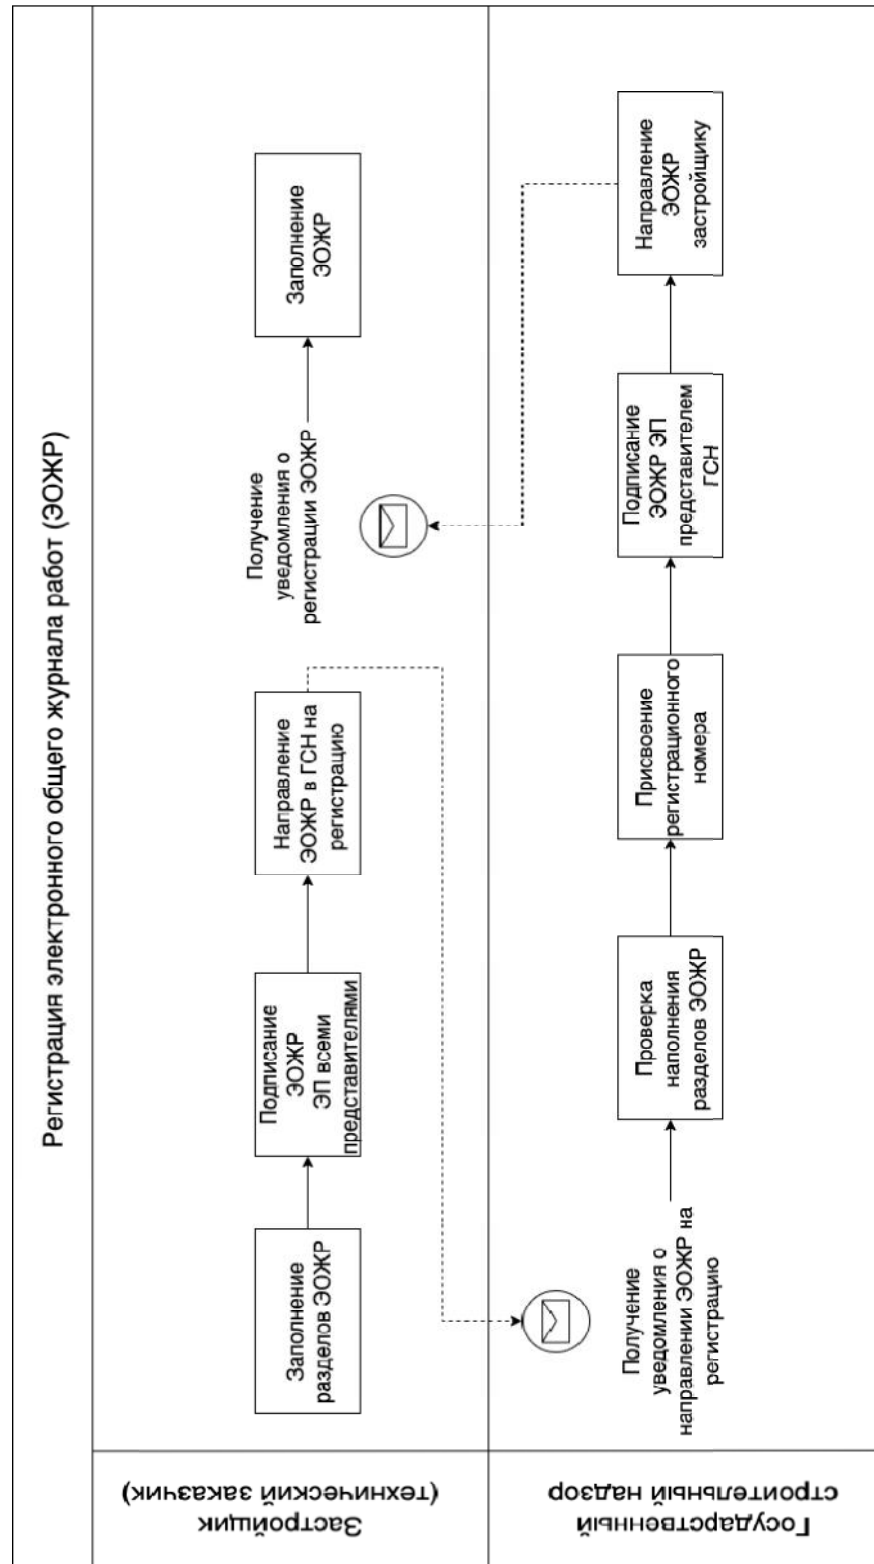 Регистрация электронного общего журнала работ (ЭОЖР)
Застройщик
(технический заказчик)
Заполнение
разделов ЭОЖР
Подписание
ЭОЖР
ЭП всеми
представителями
Направление
ЭОЖР в ГСН на
регистрацию
Получение
уведомления о
регистрации ЭОЖР
Заполнение
ЭОЖР
Государственный
строительный надзор
Получение
уведомления о
направлении ЭОЖР на
регистрацию
Проверка
наполнения
разделов ЭОЖР
Присвоение
регистрационного
номера
Подписание
ЭОЖР ЭП
представителем
ГСН
Направление
ЭОЖР
застройщику